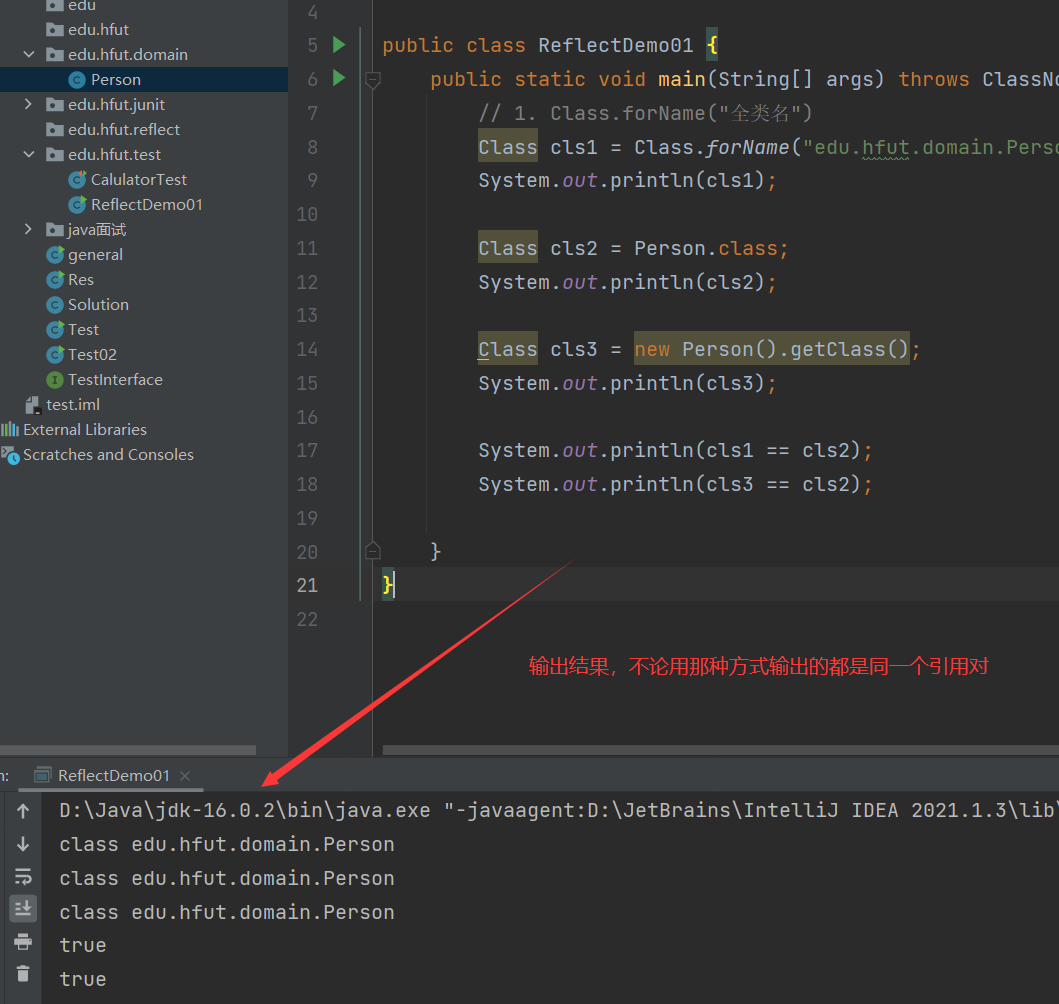 edu
edu.hfut
edu.hfut.domain
Person
edu.hfut.junit
edu.hfut.reflect
edu.hfut.test
CalulatorTest
ReflectDemo01
java面试
general
Res
Solution
Test
Test02
TestInterface
test.iml
External Libraries
Scratches and Consoles
4
5 public class ReflectDemo01 {
6 public static void main(String[] args) throws ClassNo
7 // 1. Class.forName("全类名")
8 Class cls1 = Class.forName("edu.hfut.domain.Perso
9 System.out.println(cls1);
10
11 Class cls2 = Person.class;
12 System.out.println(cls2);
13
14 Class cls3 = new Person().getClass();
15 System.out.println(cls3);
16
17 System.out.println(cls1 == cls2);
18 System.out.println(cls3 == cls2);
19
20 }
21 }
22
输出结果，不论用那种方式输出的都是同一个引用对
n: ReflectDemo01
D:\Java\jdk-16.0.2\bin\java.exe "-javaagent:D:\JetBrains\IntelliJ IDEA 2021.1.3\lib\
class edu.hfut.domain.Person
class edu.hfut.domain.Person
class edu.hfut.domain.Person
true
true